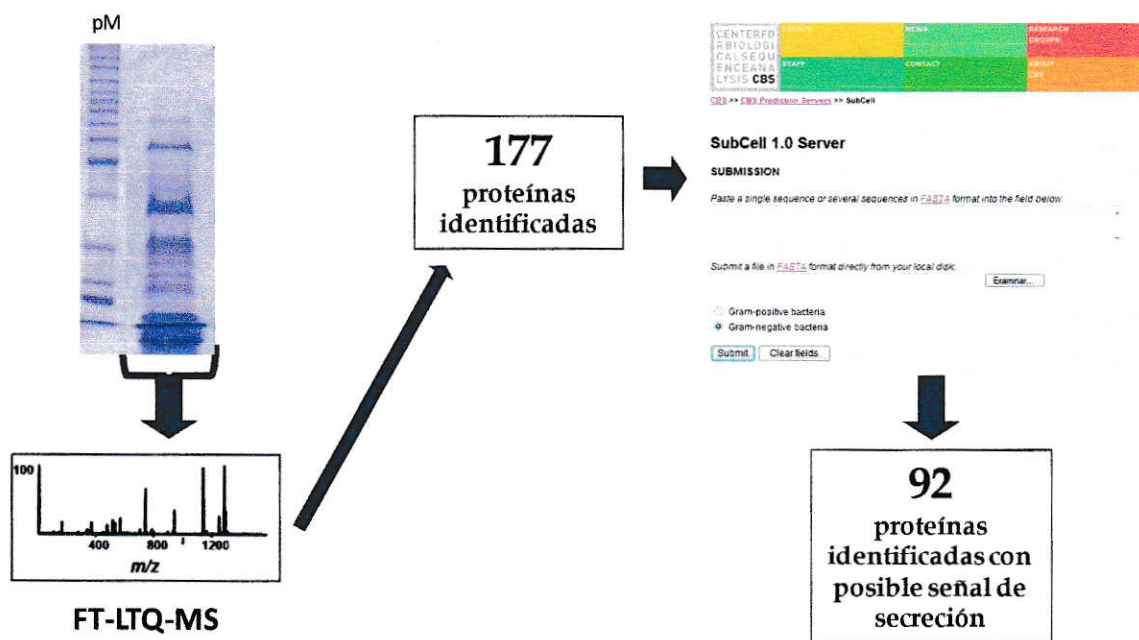 pM
100
400
800
1200
m/z
FT-LTQ-MS
177
proteínas
identificadas
CENTERFO
RBIOLOGI
CALSEQU
ENCEANA
LYSIS CBS
EVENTS
NEWS
RESEARCH
GROUPS
STAFF
CONTACT
ABOUT
CBS
CBS >> CBS Prediction Servers >> SubCell
SubCell 1.0 Server
SUBMISSION
Paste a single sequence or several sequences in FASTA format into the field below:
Submit a file in FASTA format directly from your local disk:
Examinar...
Gram-positive bacteria
Gram-negative bacteria
Submit
Clear fields
92
proteínas
identificadas con
posible señal de
secreción